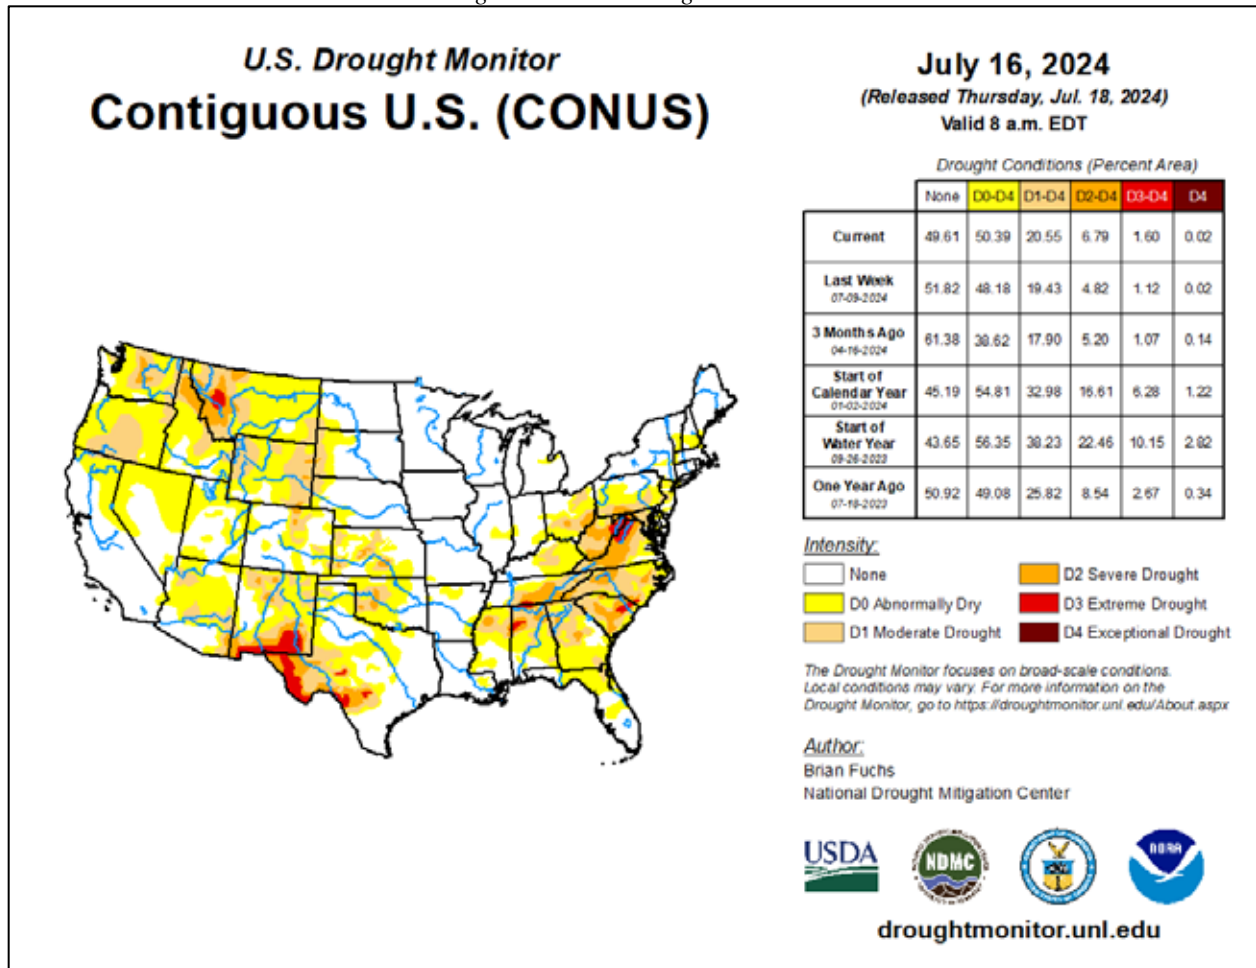 U.S. Drought Monitor
Contiguous U.S. (CONUS)
July 16, 2024
(Released Thursday, Jul. 18, 2024)
Valid 8 a.m. EDT
Drought Conditions (Percent Area)
None D0-D4 D1-D4 D2-D4 D3-D4 D4
Current 49.61 50.39 20.55 6.79 1.60 0.02
Last Week 07-09-2024 51.82 48.18 19.43 4.82 1.12 0.02
3 Months Ago 04-16-2024 61.38 38.62 17.90 5.20 1.07 0.14
Start of Calendar Year 01-02-2024 45.19 54.81 32.98 16.61 6.28 1.22
Start of Water Year 09-26-2023 43.65 56.35 38.23 22.46 10.15 2.82
One Year Ago 07-18-2023 50.92 49.08 25.82 8.54 2.67 0.34
Intensity:
None
D0 Abnormally Dry
D1 Moderate Drought
D2 Severe Drought
D3 Extreme Drought
D4 Exceptional Drought
The Drought Monitor focuses on broad-scale conditions.
Local conditions may vary. For more information on the
Drought Monitor, go to https://droughtmonitor.unl.edu/About.aspx
Author:
Brian Fuchs
National Drought Mitigation Center
USDA
NDMC
NOAA
droughtmonitor.unl.edu